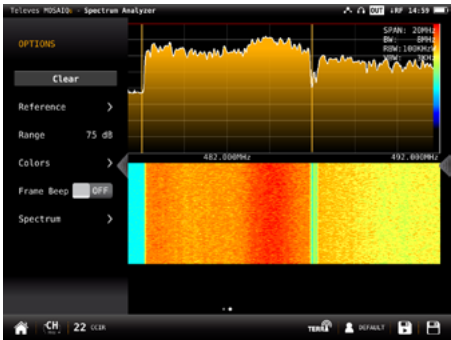 Televes MOSAIQ6 - Spectrum Analyzer
OUT ↓RF 14:59
OPTIONS
SPAN: 20MHz
BW: 8MHz
RBW:100KHz
Clear
Reference >
Range 75 dB
Colors >
482.000MHz 492.000MHz
Frame Beep OFF
Spectrum >
CH 22 CCIR
TERRA DEFAULT